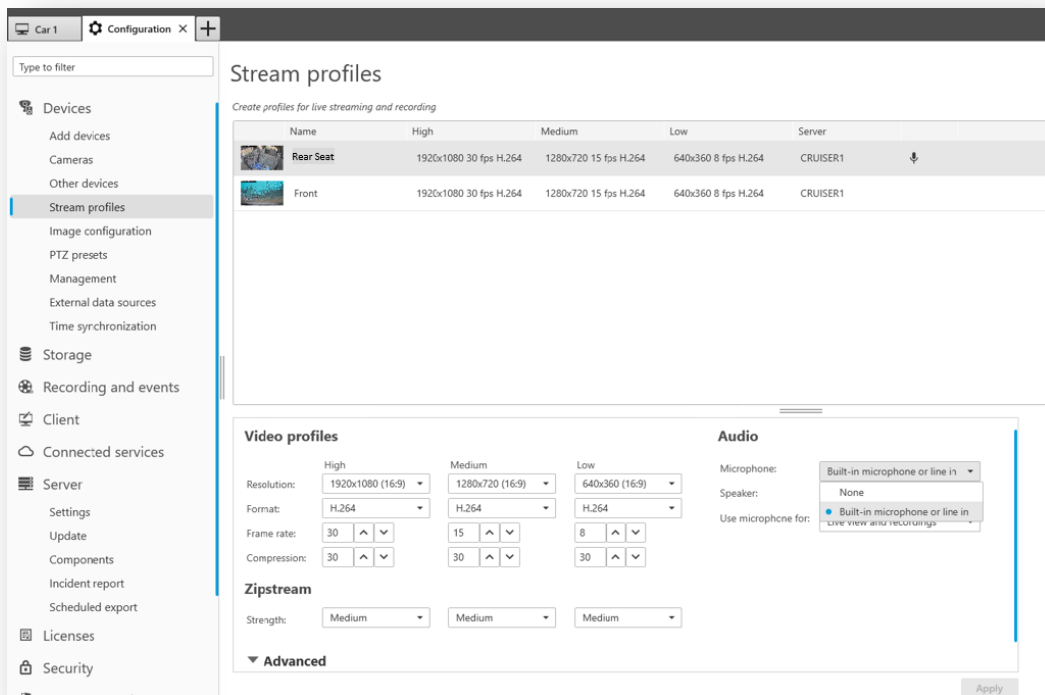 Car 1
Configuration
Type to filter
Devices
Add devices
Cameras
Other devices
Stream profiles
Image configuration
PTZ presets
Management
External data sources
Time synchronization
Storage
Recording and events
Client
Connected services
Server
Settings
Update
Components
Incident report
Scheduled export
Licenses
Security
Stream profiles
Create profiles for live streaming and recording
Name High Medium Low Server
Rear Seat 1920x1080 30 fps H.264 1280x720 15 fps H.264 640x360 8 fps H.264 CRUISER1
Front 1920x1080 30 fps H.264 1280x720 15 fps H.264 640x360 8 fps H.264 CRUISER1
Video profiles
High Medium Low
Resolution: 1920x1080 (16:9) 1280x720 (16:9) 640x360 (16:9)
Format: H.264 H.264 H.264
Frame rate: 30 15 8
Compression: 30 30 30
Zipstream
Strength: Medium Medium Medium
Advanced
Audio
Microphone: Built-in microphone or line in
None
Speaker:
Built-in microphone or line in
Use microphone for: Live view and recordings
Apply